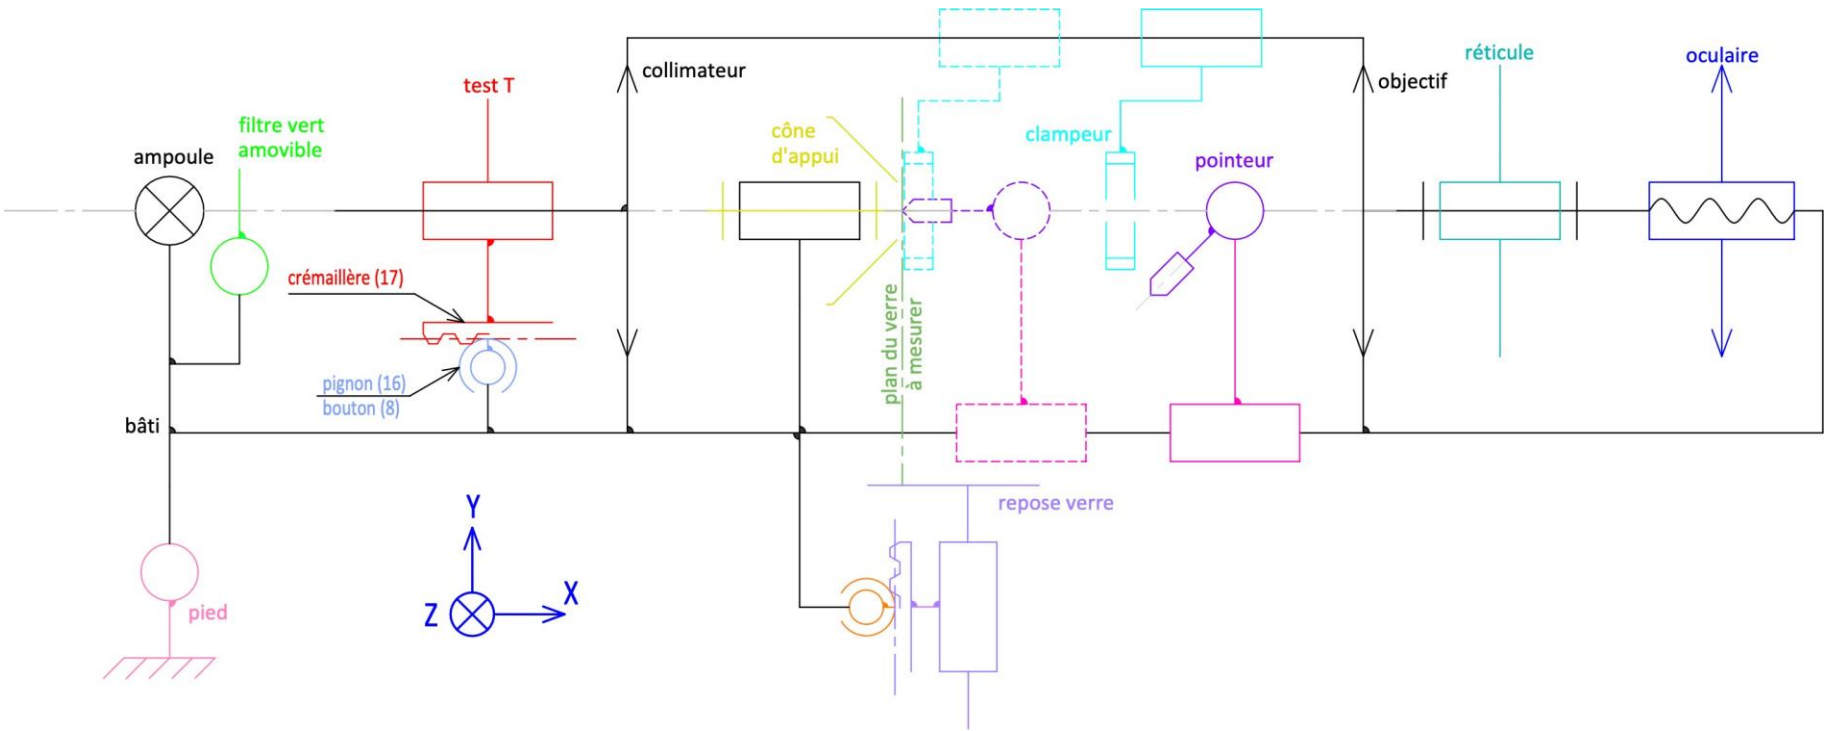 réticule
oculaire
collimateur
objectif
test T
filtre vert
amovible
cône
d'appui
clampeur
ampoule
pointeur
crémaillère (17)
pignon (16)
bouton (8)
plan du verre
à mesurer
bâti
repose verre
Y
X
Z
pied